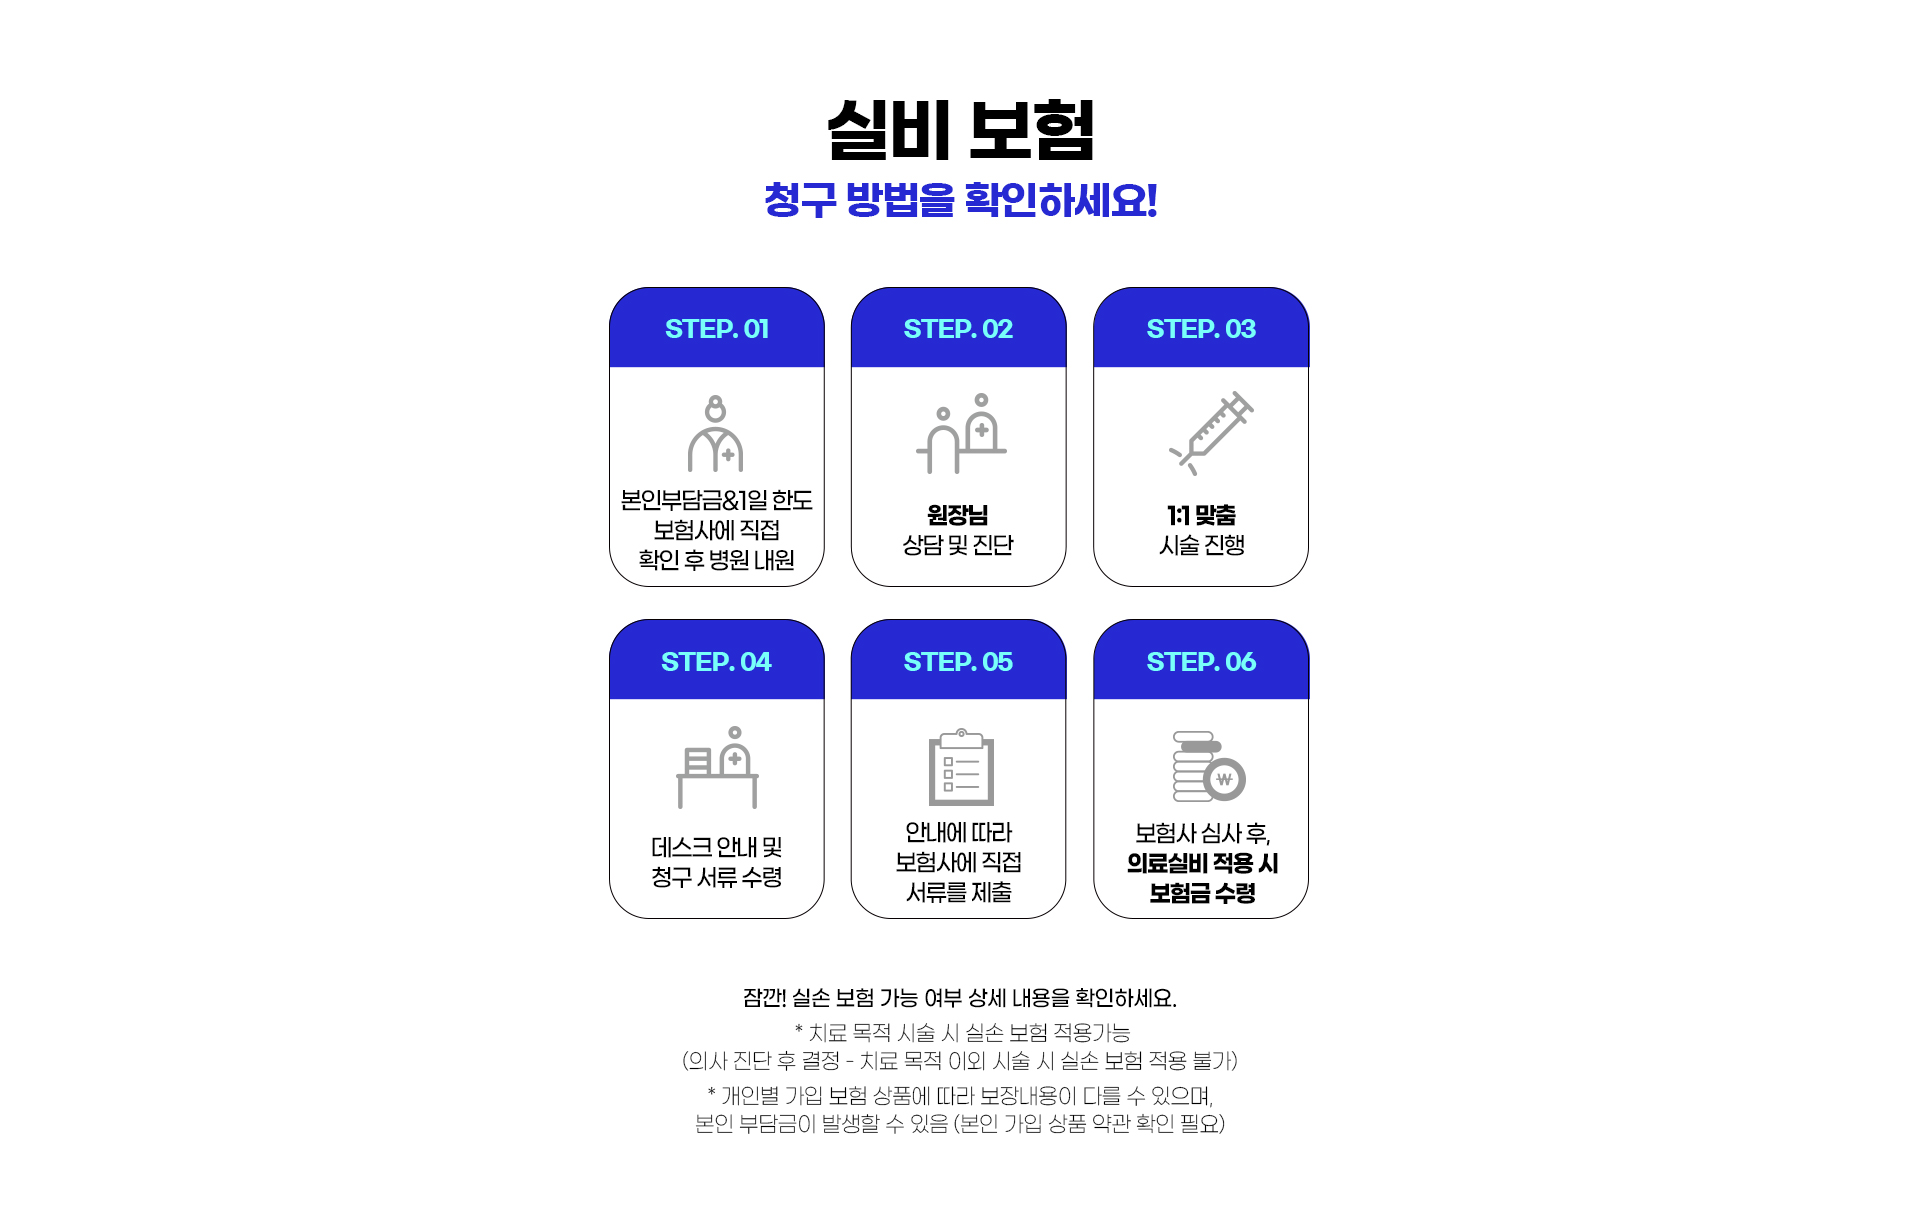 실비 보험
청구 방법을 확인하세요!
STEP. 01
본인부담금&1일 한도
보험사에 직접
확인 후 병원 내원
STEP. 02
원장님
상담 및 진단
STEP. 03
1:1 맞춤
시술 진행
STEP. 04
데스크 안내 및
청구 서류 수령
STEP. 05
안내에 따라
보험사에 직접
서류를 제출
STEP. 06
₩
보험사 심사 후,
의료실비 적용 시
보험금 수령
잠깐! 실손 보험 가능 여부 상세 내용을 확인하세요.
* 치료 목적 시술 시 실손 보험 적용가능
(의사 진단 후 결정 - 치료 목적 이외 시술 시 실손 보험 적용 불가)
* 개인별 가입 보험 상품에 따라 보장내용이 다를 수 있으며,
본인 부담금이 발생할 수 있음 (본인 가입 상품 약관 확인 필요)